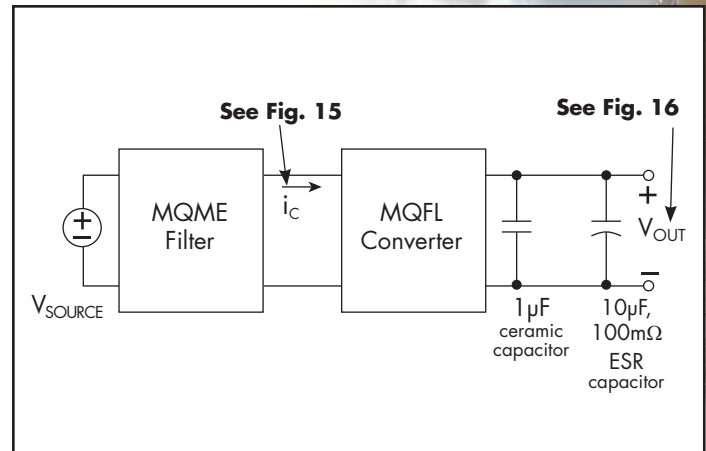 See Fig. 15
See Fig. 16
MQME
Filter
i_C
MQFL
Converter
+
V_OUT
−
+
−
V_SOURCE
1µF
ceramic
capacitor
10µF,
100mΩ
ESR
capacitor